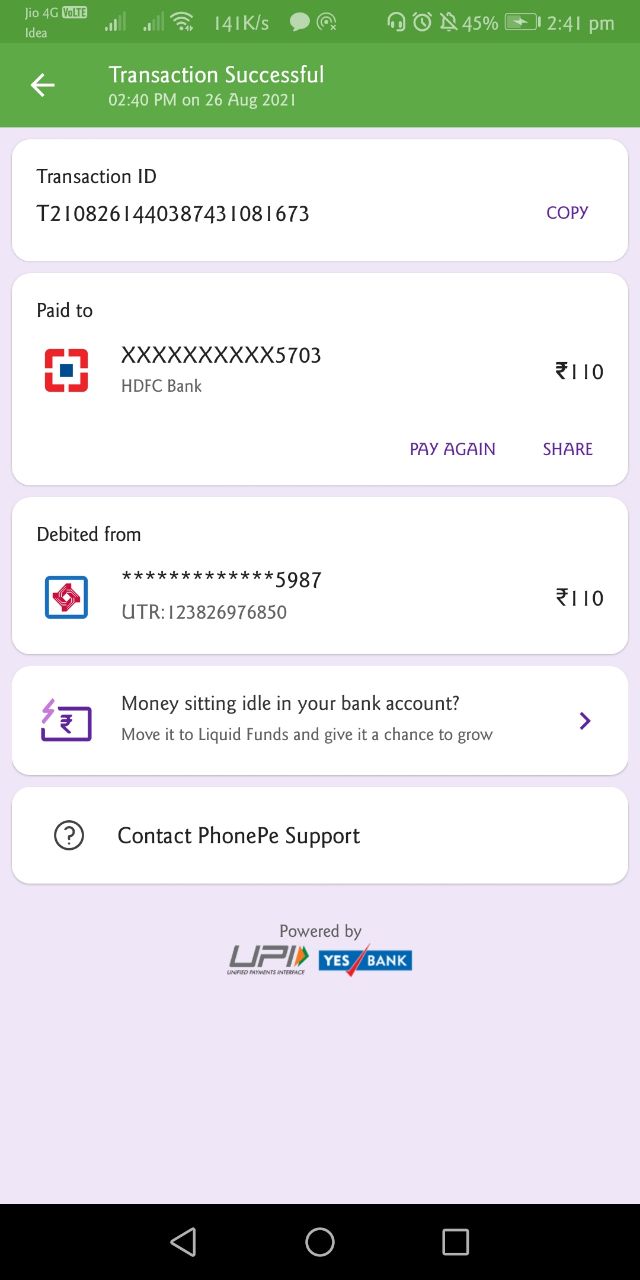 Jio 4G VoLTE
Idea
141K/s
45%
2:41 pm
Transaction Successful
02:40 PM on 26 Aug 2021
Transaction ID
T2108261440387431081673
COPY
Paid to
XXXXXXXXXX5703
HDFC Bank
₹110
PAY AGAIN
SHARE
Debited from
*************5987
UTR:123826976850
₹110
Money sitting idle in your bank account?
Move it to Liquid Funds and give it a chance to grow
Contact PhonePe Support
Powered by
UPI
UNIFIED PAYMENTS INTERFACE
YES BANK